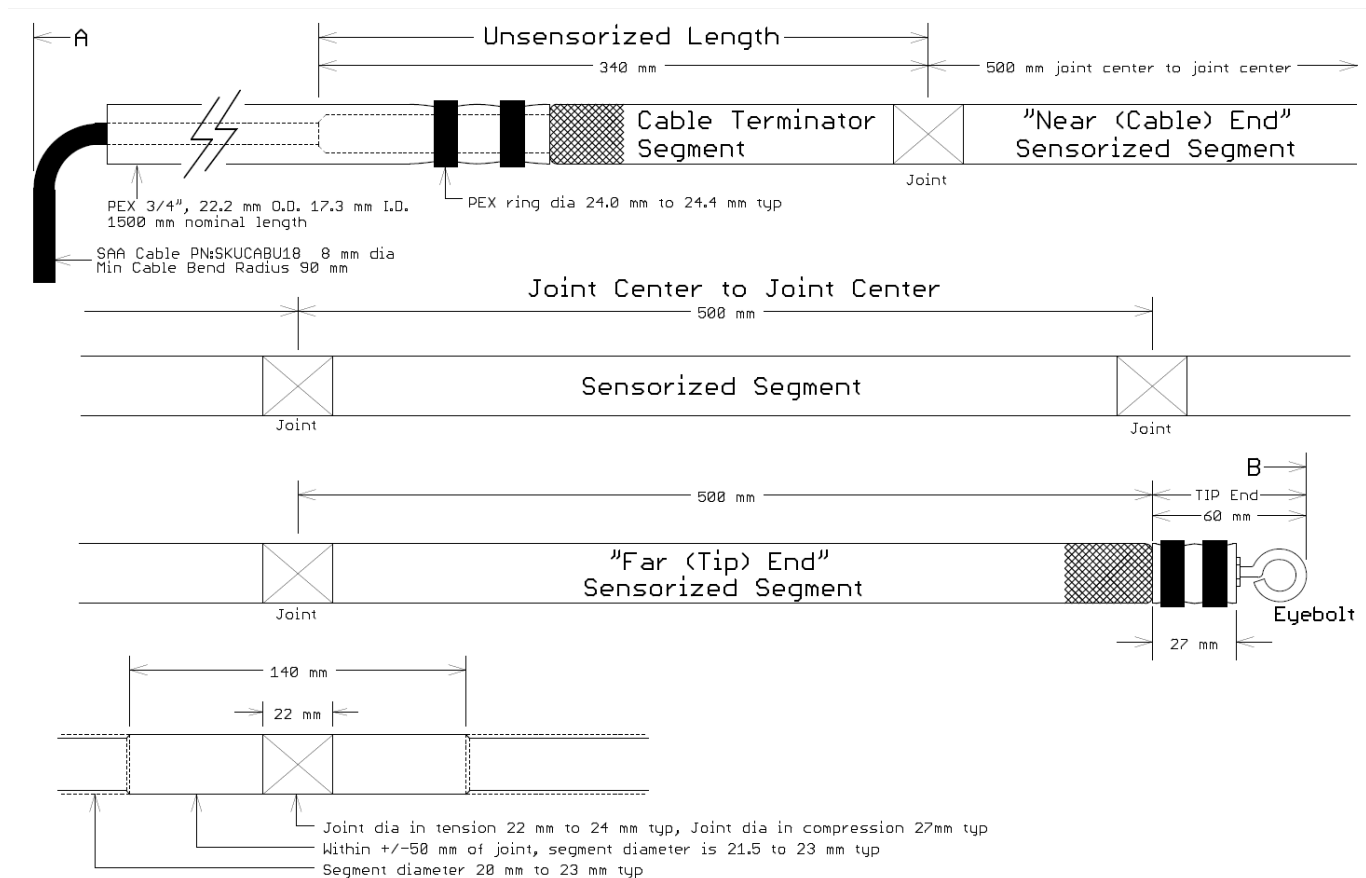 A
Unsensorized Length
340 mm
500 mm joint center to joint center
Cable Terminator
Segment
"Near (Cable) End"
Sensorized Segment
Joint
PEX 3/4", 22.2 mm O.D. 17.3 mm I.D.
1500 mm nominal length
PEX ring dia 24.0 mm to 24.4 mm typ
SAA Cable PN:SKUCABU18  8 mm dia
Min Cable Bend Radius 90 mm
Joint Center to Joint Center
500 mm
Sensorized Segment
Joint
Joint
B
500 mm
TIP End
60 mm
"Far (Tip) End"
Sensorized Segment
Joint
Eyebolt
27 mm
140 mm
22 mm
Joint dia in tension 22 mm to 24 mm typ, Joint dia in compression 27mm typ
Within +/-50 mm of joint, segment diameter is 21.5 to 23 mm typ
Segment diameter 20 mm to 23 mm typ